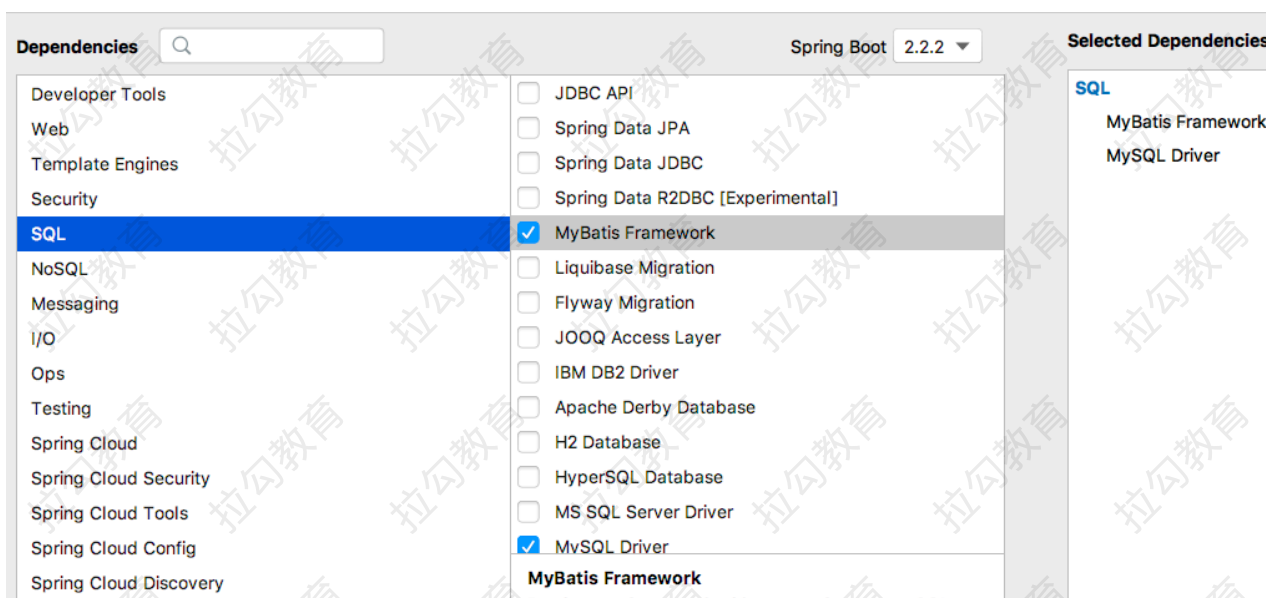 Dependencies
Spring Boot 2.2.2
Selected Dependencies
Developer Tools
Web
Template Engines
Security
SQL
NoSQL
Messaging
I/O
Ops
Testing
Spring Cloud
Spring Cloud Security
Spring Cloud Tools
Spring Cloud Config
Spring Cloud Discovery
JDBC API
Spring Data JPA
Spring Data JDBC
Spring Data R2DBC [Experimental]
MyBatis Framework
Liquibase Migration
Flyway Migration
JOOQ Access Layer
IBM DB2 Driver
Apache Derby Database
H2 Database
HyperSQL Database
MS SQL Server Driver
MySQL Driver
MyBatis Framework
SQL
MyBatis Framework
MySQL Driver
拉勾教育